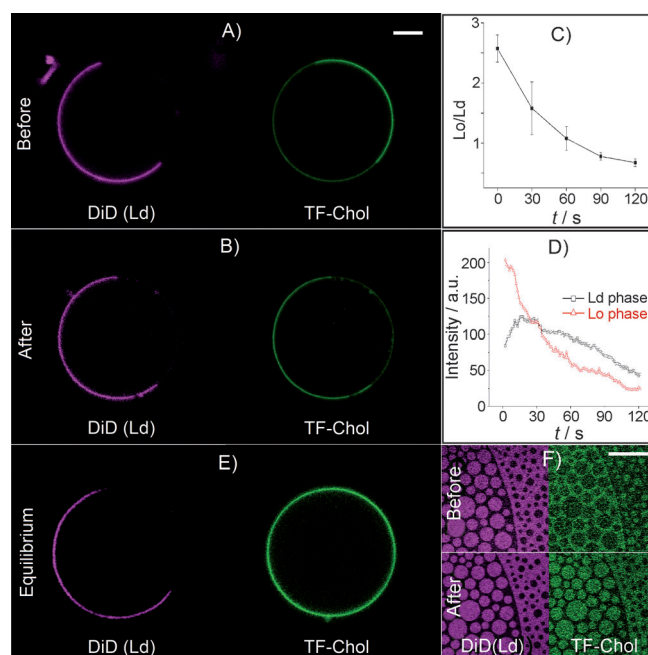 A)
Before
DiD (Ld)
TF-Chol
B)
After
DiD (Ld)
TF-Chol
E)
Equilibrium
DiD (Ld)
TF-Chol
C)
Lo/Ld
3
2
1
0 30 60 90 120
t / s
D)
Intensity / a.u.
200
150
100
50
0
Ld phase
Lo phase
0 30 60 90 120
t / s
F)
Before
After
DiD(Ld)
TF-Chol